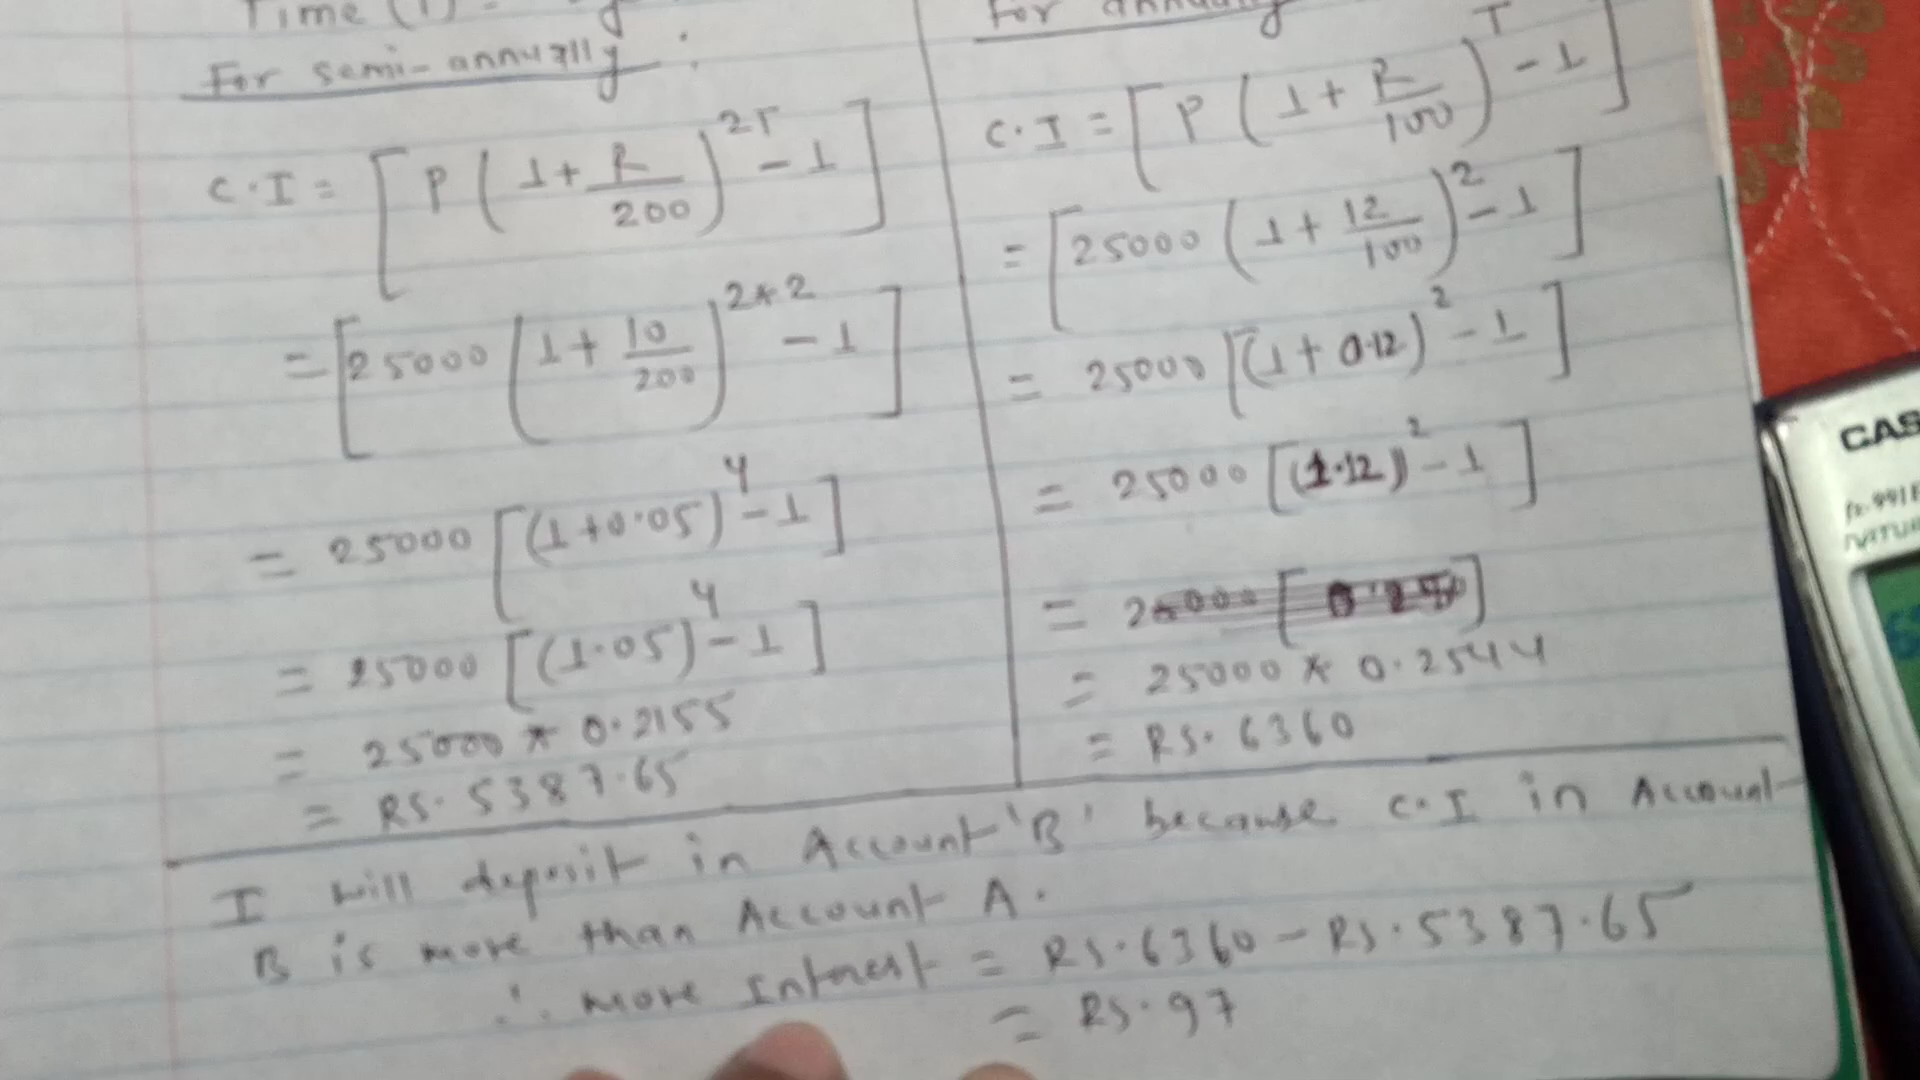 Time (T) =
For semi-annually :
C.I = [P(1 + R/200)^2T - 1]
= [25000(1 + 10/200)^2*2 - 1]
= 25000[(1+0.05)^4 - 1]
= 25000[(1.05)^4 - 1]
= 25000 * 0.2155
= RS. 5387.65
For annually
C.I = [P(1 + R/100)^T - 1]
= [25000(1 + 12/100)^2 - 1]
= 25000[(1 + 0.12)^2 - 1]
= 25000[(1.12)^2 - 1]
= 25000 * 0.2544
= RS. 6360
I will deposit in Account 'B' because C.I in Account
B is more than Account A.
∴ more Interest = RS. 6360 - RS. 5387.65
= RS. 97
CAS
fx-991E